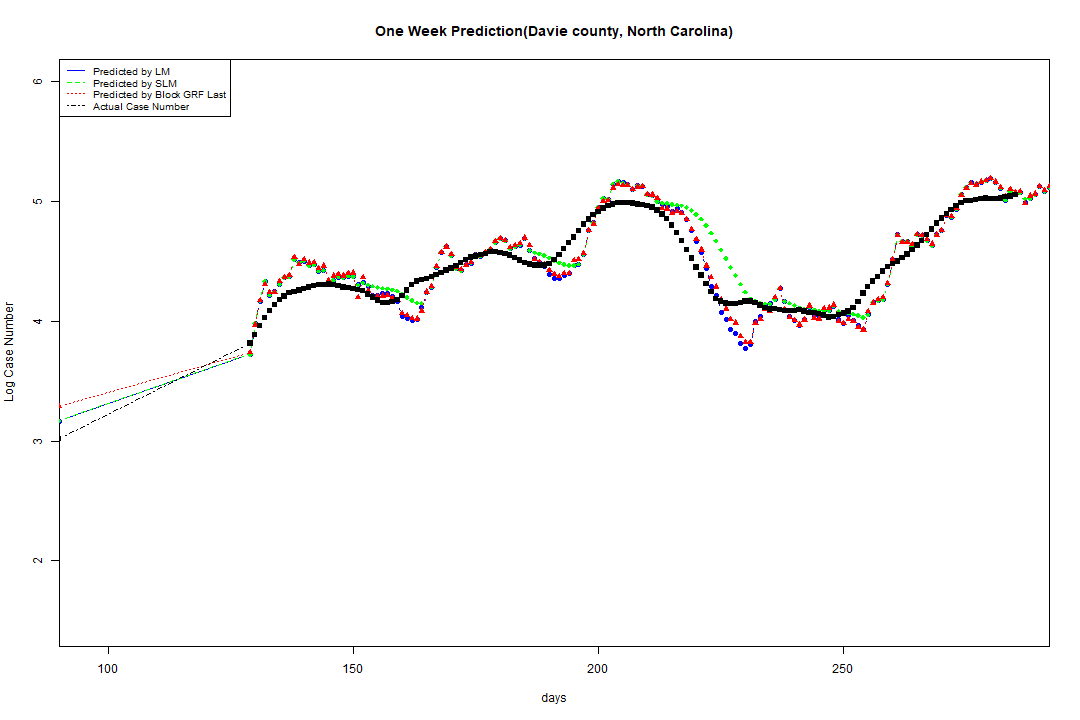 One Week Prediction(Davie county, North Carolina)
Predicted by LM
Predicted by SLM
Predicted by Block GRF Last
Actual Case Number
6
5
4
3
2
Log Case Number
100 150 200 250
days